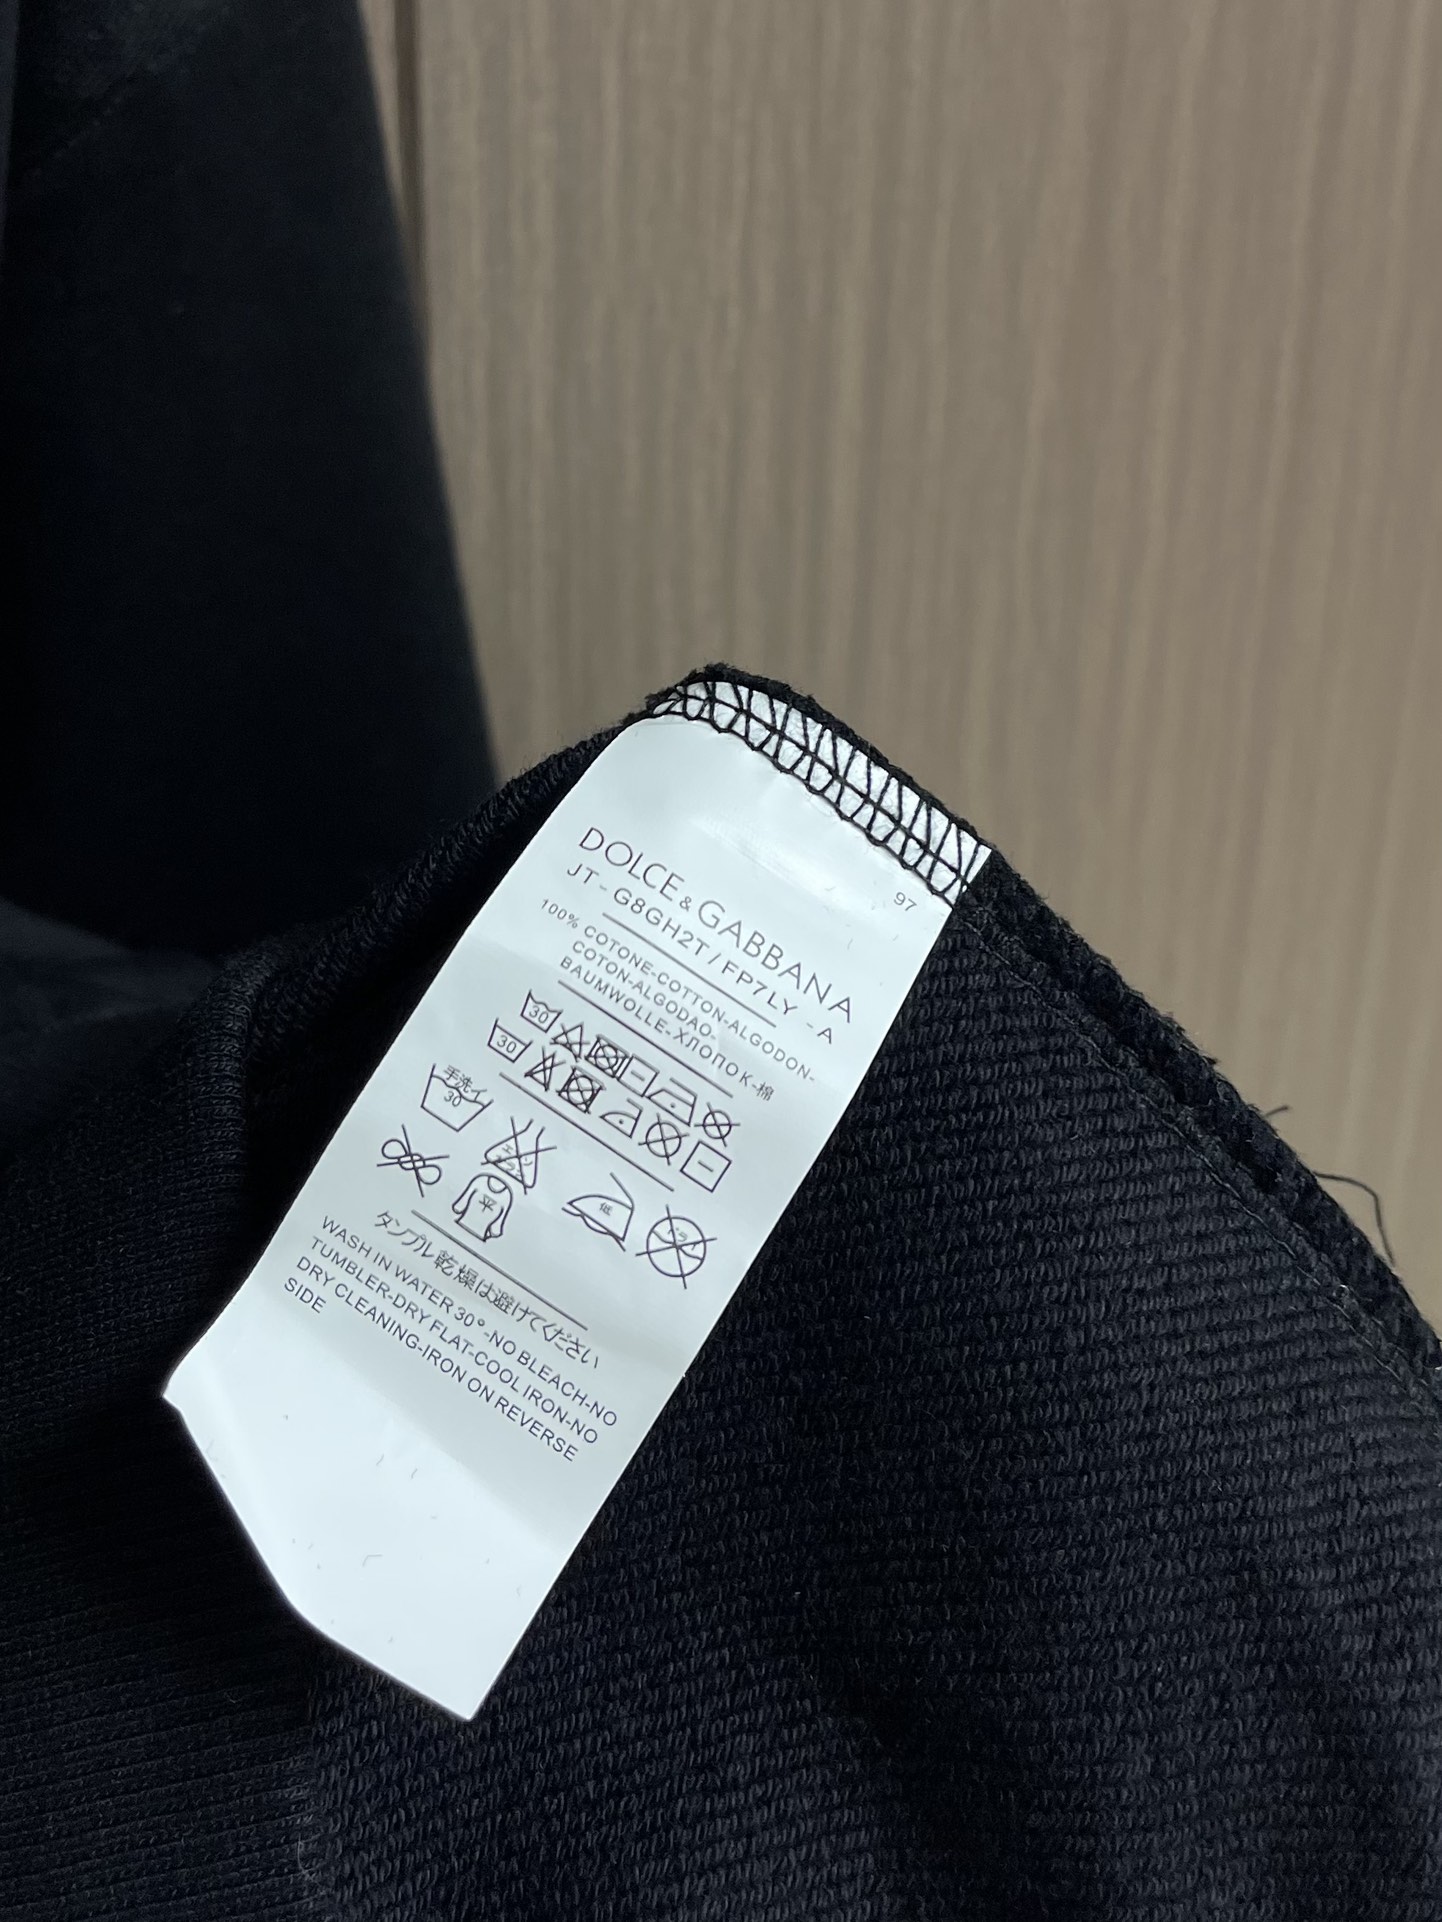 97
DOLCE&GABBANA
JT-G8GH2T/FP7LY -A
100% COTONE-COTTON-ALGODON-
COTON-ALGODAO-
BAUMWOLLE-ХЛОПОК-棉
30
30
手洗イ
30
低
平
タンブル乾燥は避けてください
WASH IN WATER 30°-NO BLEACH-NO
TUMBLER-DRY FLAT-COOL IRON-NO
DRY CLEANING-IRON ON REVERSE
SIDE